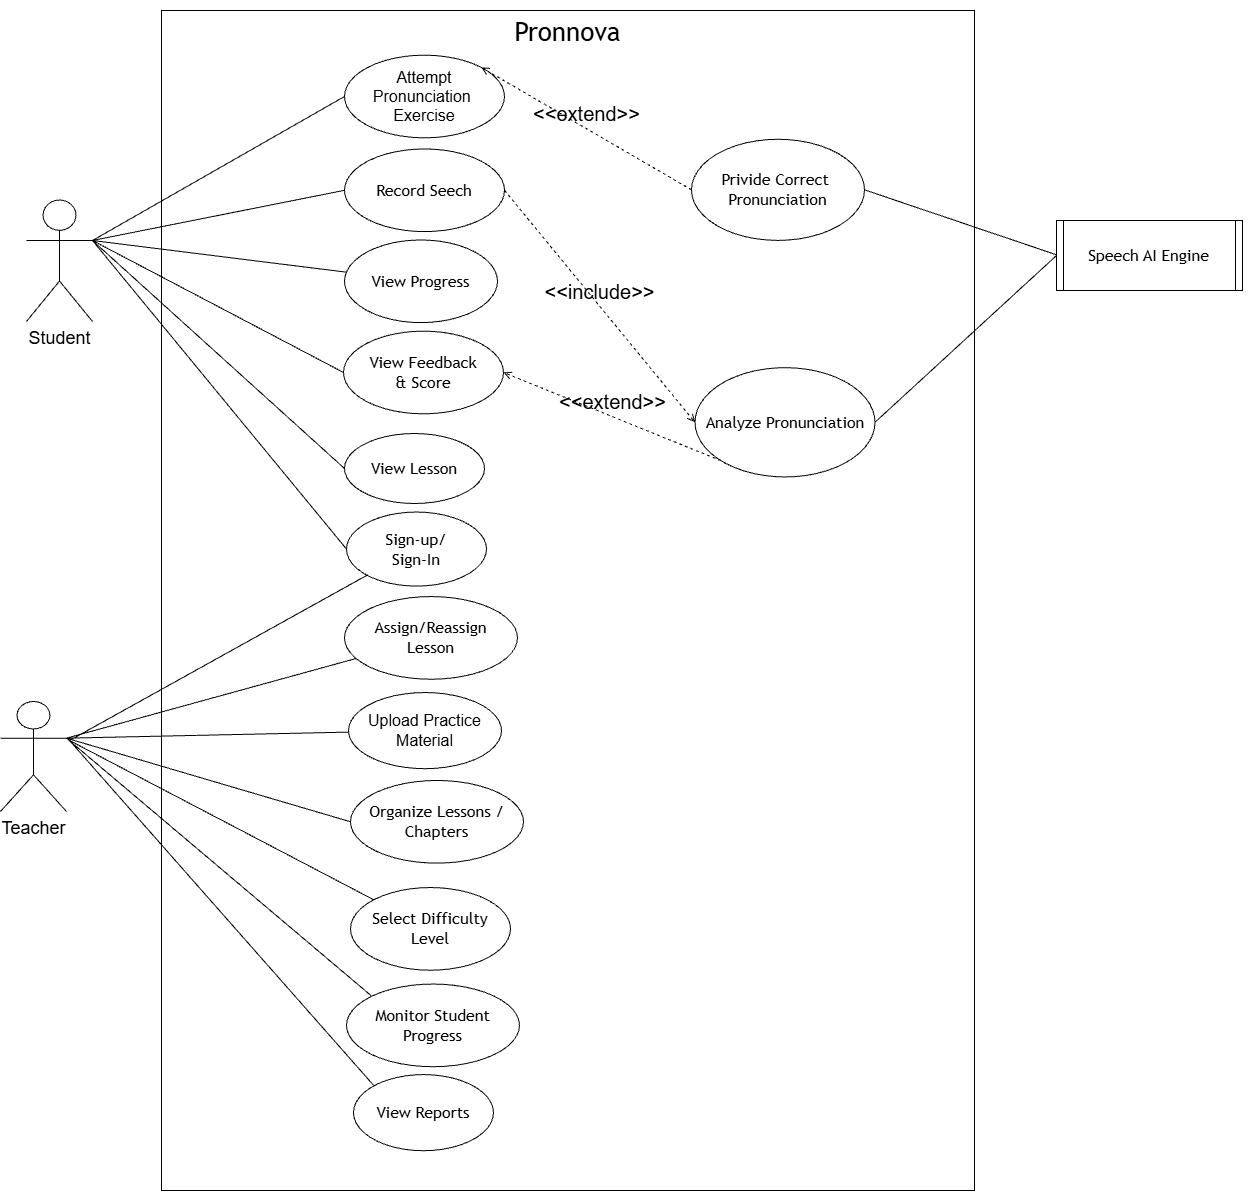 Pronnova
Attempt
Pronunciation
Exercise
<<extend>>
Privide Correct
Pronunciation
Record Seech
Speech AI Engine
View Progress
<<include>>
Student
View Feedback
& Score
<<extend>>
Analyze Pronunciation
View Lesson
Sign-up/
Sign-In
Assign/Reassign
Lesson
Upload Practice
Material
Teacher
Organize Lessons /
Chapters
Select Difficulty
Level
Monitor Student
Progress
View Reports